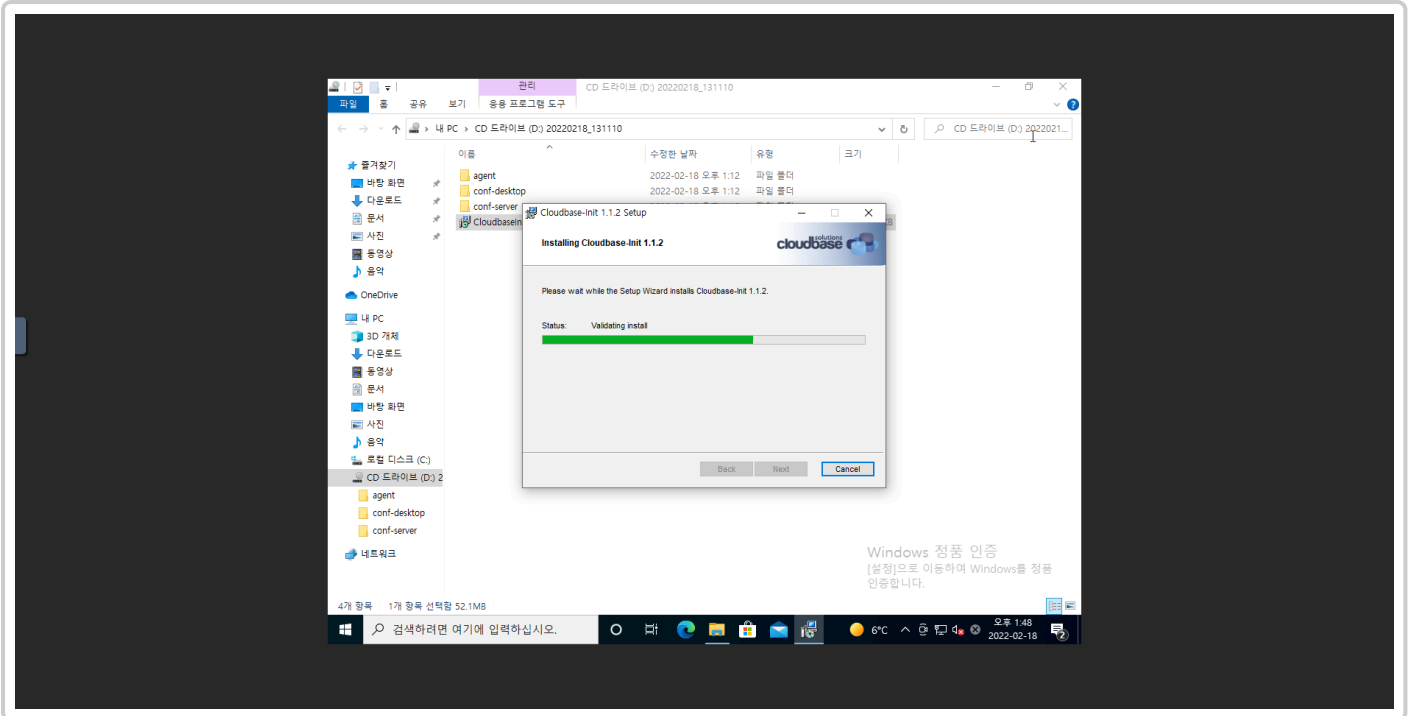 관리
CD 드라이브 (D:) 20220218_131110
파일 홈 공유 보기 응용 프로그램 도구
내 PC > CD 드라이브 (D:) 20220218_131110
CD 드라이브 (D:) 2022021...
이름 수정한 날짜 유형 크기
agent 2022-02-18 오후 1:12 파일 폴더
conf-desktop 2022-02-18 오후 1:12 파일 폴더
conf-server
CloudbaseIn
즐겨찾기
바탕 화면
다운로드
문서
사진
동영상
음악
OneDrive
내 PC
3D 개체
다운로드
동영상
문서
바탕 화면
사진
음악
로컬 디스크 (C:)
CD 드라이브 (D:) 2
agent
conf-desktop
conf-server
네트워크
Cloudbase-Init 1.1.2 Setup
Installing Cloudbase-Init 1.1.2
cloudbase solutions
Please wait while the Setup Wizard installs Cloudbase-Init 1.1.2.
Status: Validating install
Back Next Cancel
Windows 정품 인증
[설정]으로 이동하여 Windows를 정품
인증합니다.
4개 항목 1개 항목 선택함 52.1MB
검색하려면 여기에 입력하십시오.
6°C
오후 1:48
2022-02-18
2